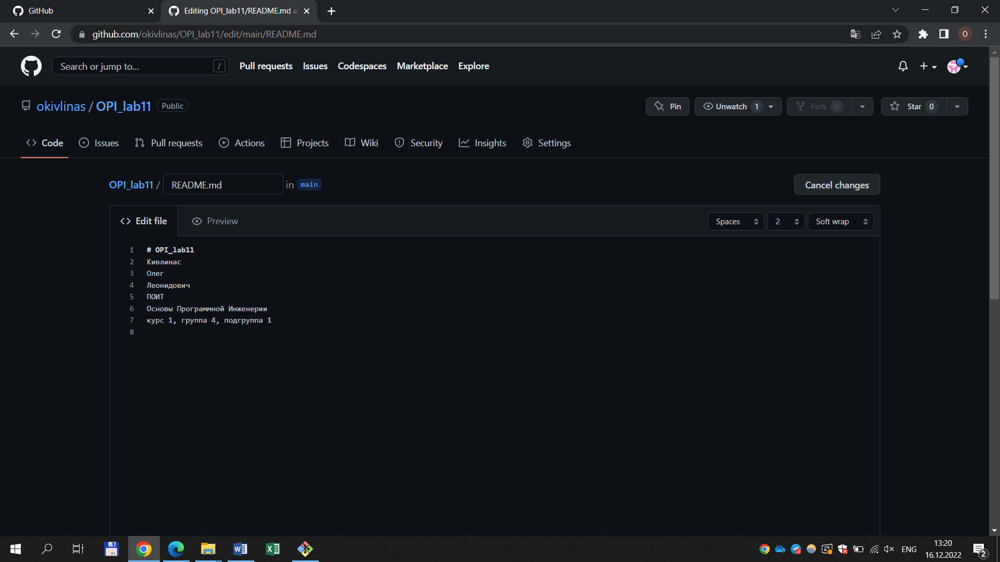 GitHub
Editing OPI_lab11/README.md a
github.com/okivlinas/OPI_lab11/edit/main/README.md
O
Search or jump to...
/
Pull requests
Issues
Codespaces
Marketplace
Explore
okivlinas / OPI_lab11
Public
Pin
Unwatch 1
Fork 0
Star 0
Code
Issues
Pull requests
Actions
Projects
Wiki
Security
Insights
Settings
OPI_lab11 / README.md in main
Cancel changes
Edit file
Preview
Spaces
2
Soft wrap
1 # OPI_lab11
2 Кивлинас
3 Олег
4 Леонидович
5 ПОИТ
6 Основы Программной Инженерии
7 курс 1, группа 4, подгруппа 1
8
64
ENG
13:20
16.12.2022
2